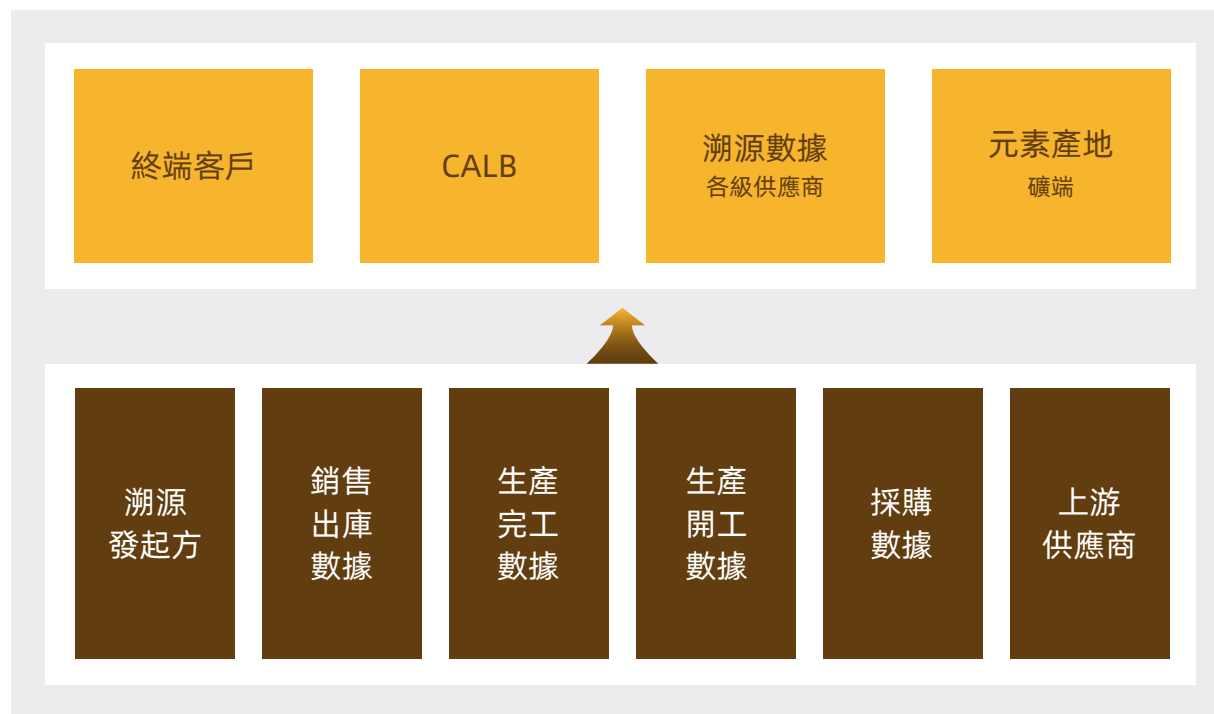 終端客戶
CALB
溯源數據
各級供應商
元素產地
礦端
溯源
發起方
銷售
出庫
數據
生產
完工
數據
生產
開工
數據
採購
數據
上游
供應商